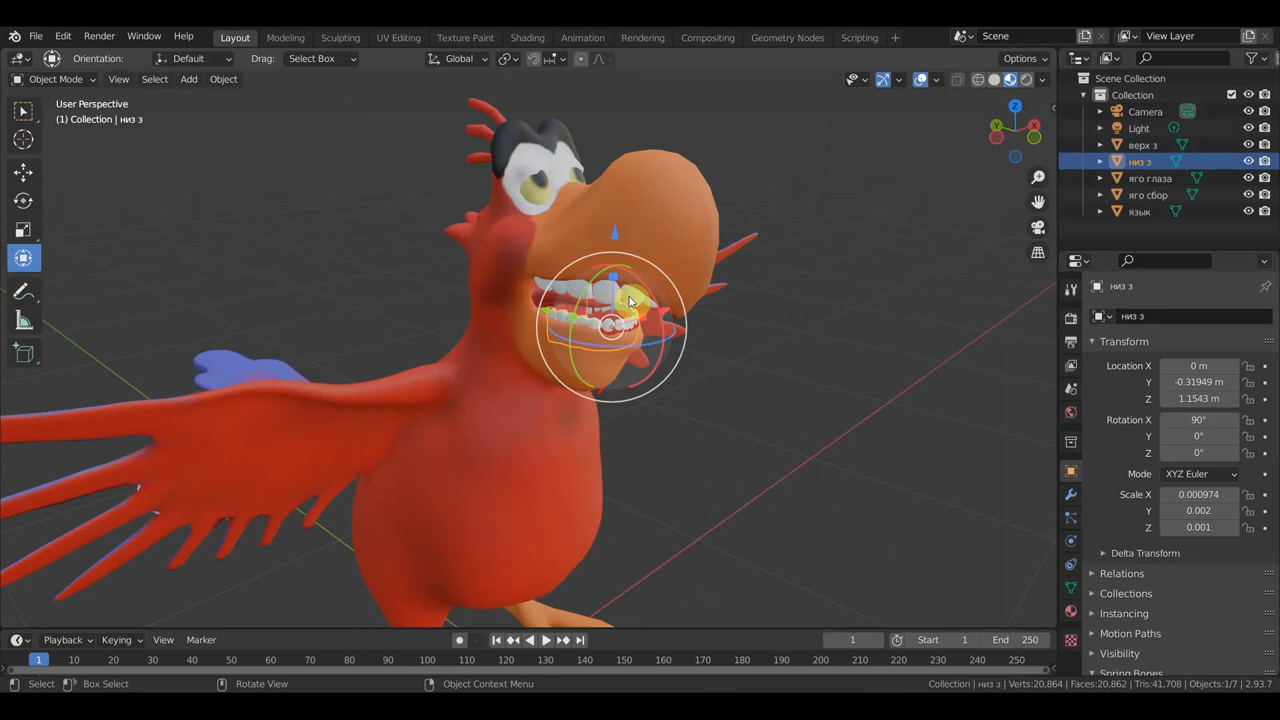 File Edit Render Window Help Layout Modeling Sculpting UV Editing Texture Paint Shading Animation Rendering Compositing Geometry Nodes Scripting + Scene View Layer
Orientation: Default Drag: Select Box Global Options
Object Mode View Select Add Object
User Perspective
(1) Collection | низ з
Z
Y
X
Scene Collection
Collection
Camera
Light
верх з
низ з
яго глаза
яго сбор
язык
низ з
низ з
Transform
Location X 0 m
Y -0.31949 m
Z 1.1543 m
Rotation X 90°
Y 0°
Z 0°
Mode XYZ Euler
Scale X 0.000974
Y 0.002
Z 0.001
Delta Transform
Relations
Collections
Instancing
Motion Paths
Visibility
Spring Bones
Playback Keying View Marker 1 Start 1 End 250
1 10 20 30 40 50 60 70 80 90 100 110 120 130 140 150 160 170 180 190 200 210 220 230 240 250
Select Box Select Rotate View Object Context Menu Collection | низ з | Verts:20,864 | Faces:20,862 | Tris:41,708 | Objects:1/7 | 2.93.7